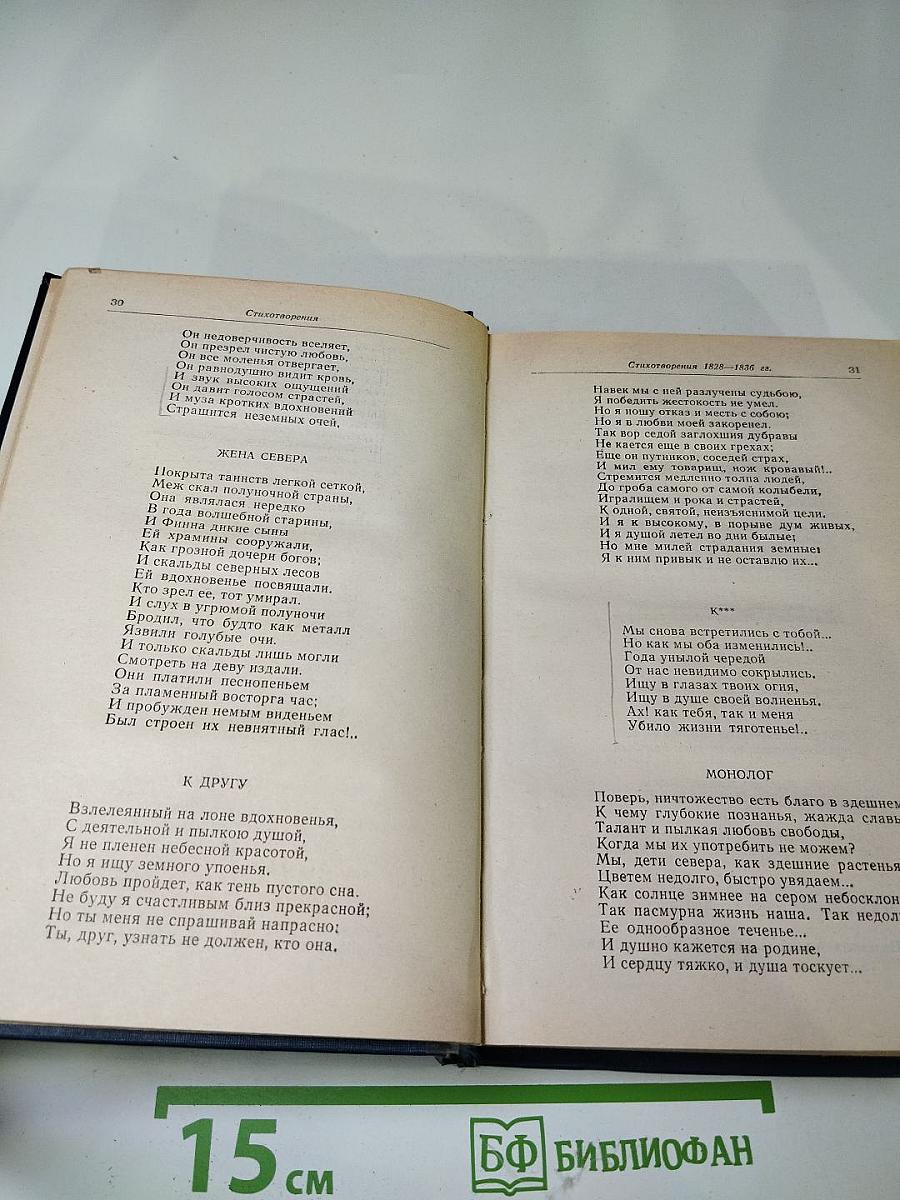 30
Стихотворения
Он недоверчивость вселяет,
Он презрел чистую любовь,
Он все моленья отвергает,
Он равнодушно видит кровь,
И звук высоких ощущений
Он давит голосом страстей,
И муза кротких вдохновений
Страшится неземных очей.
ЖЕНА СЕВЕРА
Покрыта таинств легкой сеткой,
Меж скал полуночной страны,
Она являлася нередко
В года волшебной старины,
И Финна дикие сыны
Ей храмины сооружали,
Как грозной дочери богов;
И скальды северных лесов
Ей вдохновенье посвящали.
Кто зрел ее, тот умирал.
И слух в угрюмой полуночи
Бродил, что будто как металл
Язвили голубые очи.
И только скальды лишь могли
Смотреть на деву издали.
Они платили песнопеньем
За пламенный восторга час;
И пробужден немым виденьем
Был строен их невнятный глас!..
К ДРУГУ
Взлелеянный на лоне вдохновенья,
С деятельной и пылкою душой,
Я не пленен небесной красотой,
Но я ищу земного упоенья.
Любовь пройдет, как тень пустого сна.
Не буду я счастливым близ прекрасной;
Но ты меня не спрашивай напрасно;
Ты, друг, узнать не должен, кто она.
Стихотворения 1828—1836 гг.
31
Навек мы с ней разлучены судьбою,
Я победить жестокость не умел.
Но я ношу отказ и месть с собою;
Но я в любви моей закоренел.
Так вор седой заглохшия дубравы
Не кается еще в своих грехах;
Еще он путников, соседей страх,
И мил ему товарищ, нож кровавый!..
Стремится медленно толпа людей,
До гроба самого от самой колыбели,
Игралищем и рока и страстей,
К одной, святой, неизъяснимой цели.
И я к высокому, в порыве дум живых,
И я душой летел во дни былые;
Но мне милей страдания земные:
Я к ним привык и не оставлю их...
К***
Мы снова встретились с тобой...
Но как мы оба изменились!..
Года унылой чередой
От нас невидимо сокрылись.
Ищу в глазах твоих огня,
Ищу в душе своей волненья.
Ах! как тебя, так и меня
Убило жизни тяготенье!..
МОНОЛОГ
Поверь, ничтожество есть благо в здешнем
К чему глубокие познанья, жажда славы
Талант и пылкая любовь свободы,
Когда мы их употребить не можем?
Мы, дети севера, как здешние растенья
Цветем недолго, быстро увядаем...
Как солнце зимнее на сером небосклон
Так пасмурна жизнь наша. Так недол
Ее однообразное теченье...
И душно кажется на родине,
И сердцу тяжко, и душа тоскует...
15 см
БФ БИБЛИОФАН